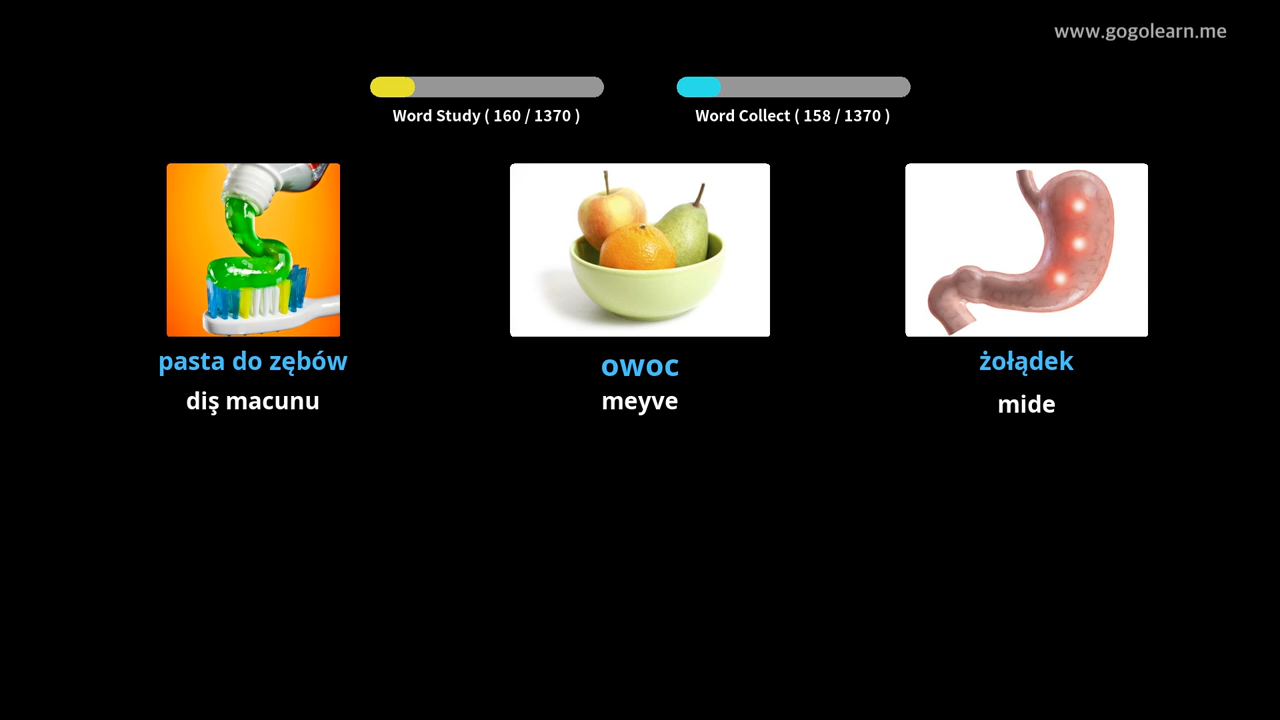 www.gogolearn.me
Word Study ( 160 / 1370 )
Word Collect ( 158 / 1370 )
pasta do zębów
diş macunu
owoc
meyve
żołądek
mide